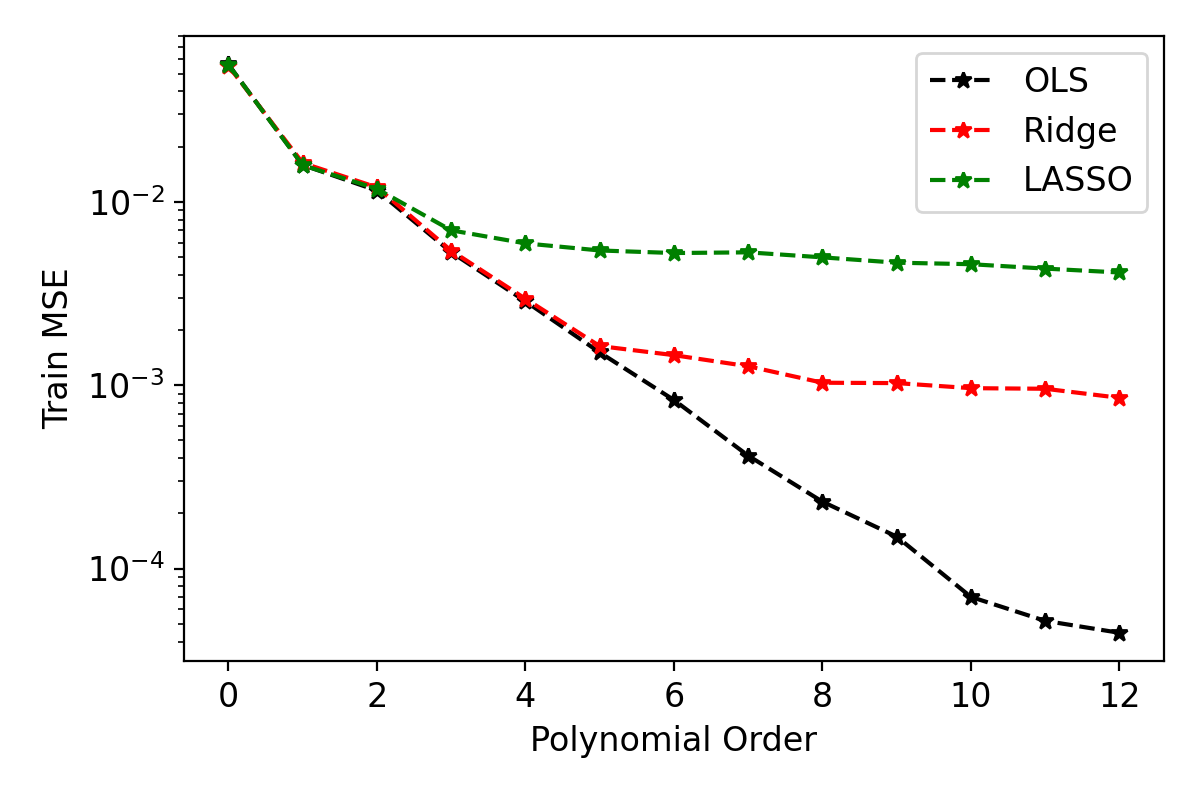 OLS
Ridge
LASSO
Train MSE
10⁻²
10⁻³
10⁻⁴
0 2 4 6 8 10 12
Polynomial Order